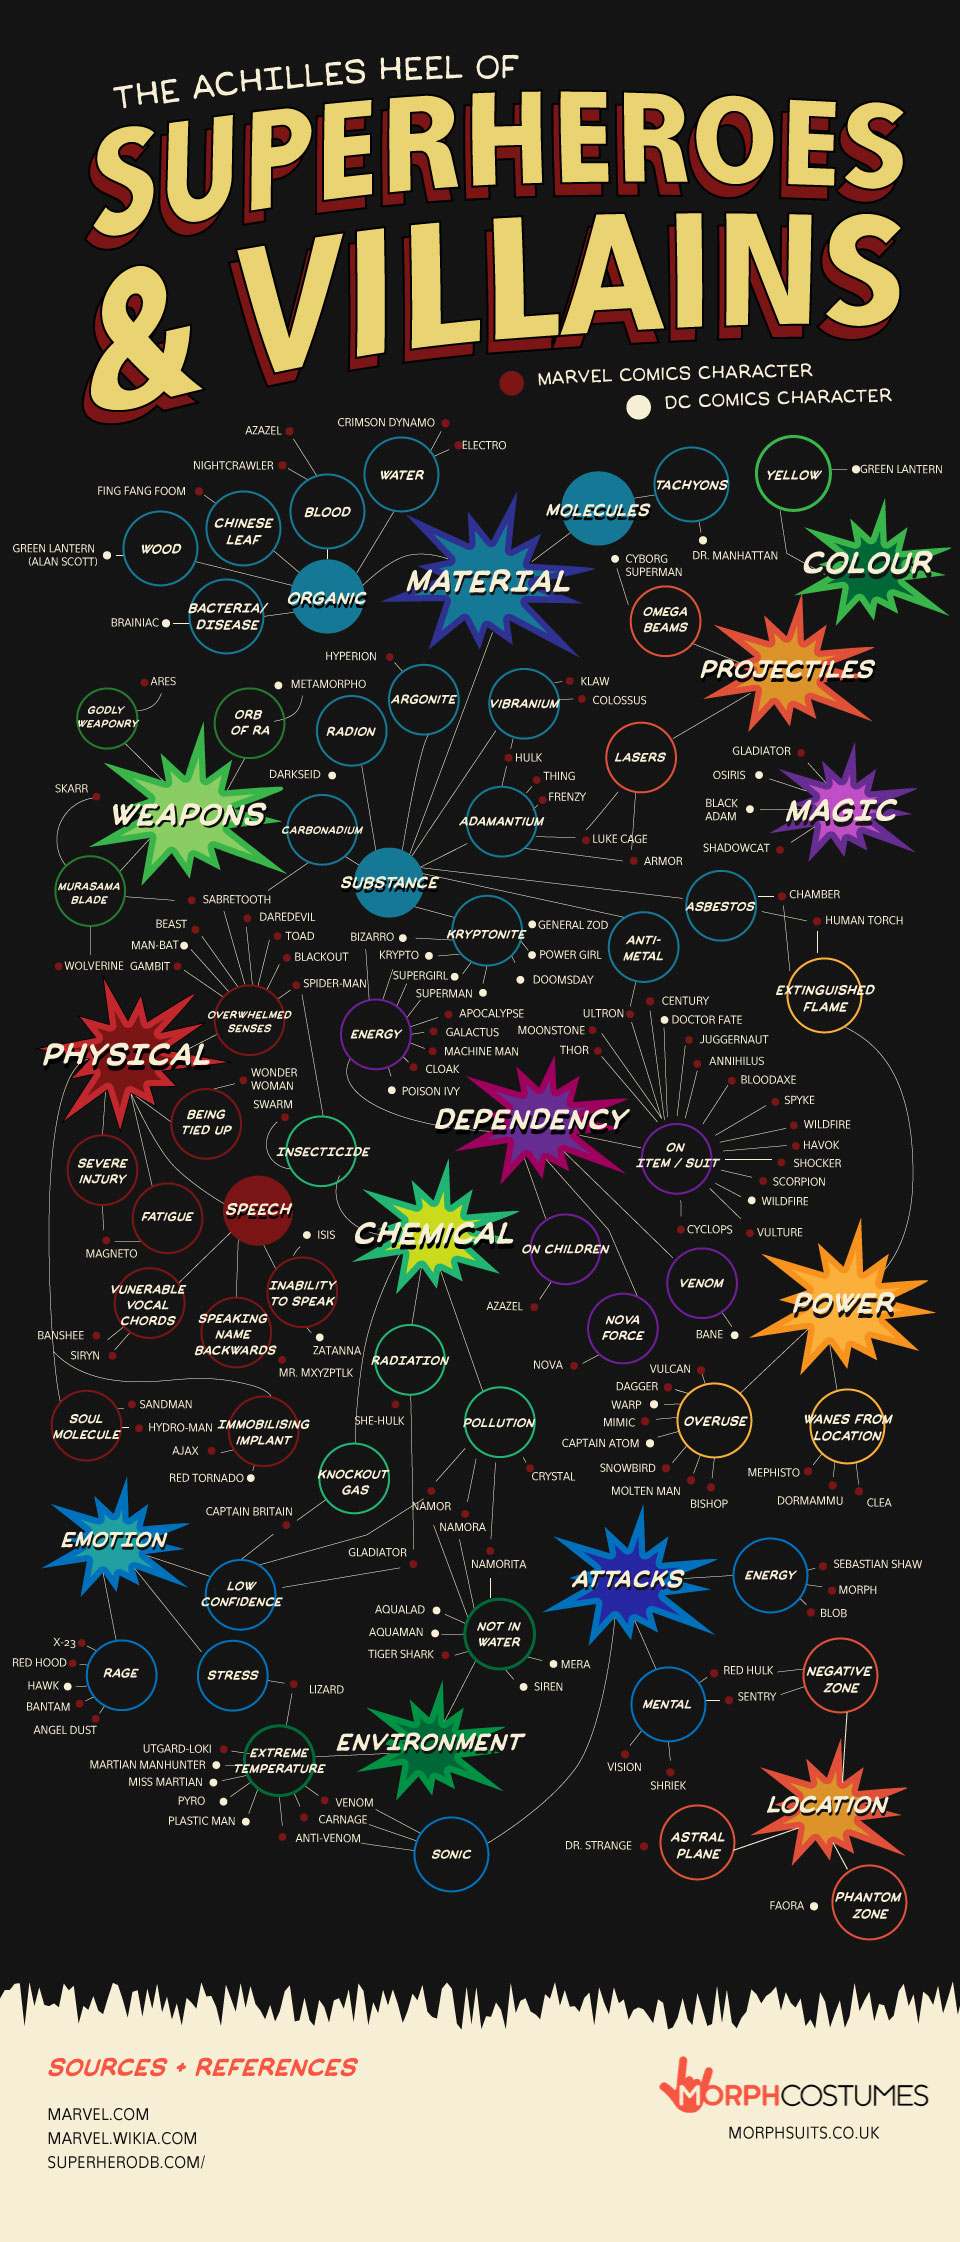 THE ACHILLES HEEL OF
SUPERHEROES
& VILLAINS
MARVEL COMICS CHARACTER
DC COMICS CHARACTER
CRIMSON DYNAMO
AZAZEL
ELECTRO
NIGHTCRAWLER
WATER
YELLOW
GREEN LANTERN
TACHYONS
FING FANG FOOM
BLOOD
MOLECULES
CHINESE
LEAF
WOOD
GREEN LANTERN
(ALAN SCOTT)
DR. MANHATTAN
CYBORG
SUPERMAN
COLOUR
MATERIAL
ORGANIC
BACTERIA/
DISEASE
BRAINIAC
OMEGA
BEAMS
HYPERION
PROJECTILES
ARES
METAMORPHO
KLAW
COLOSSUS
ARGONITE
VIBRANIUM
GODLY
WEAPONRY
ORB
OF RA
RADION
HULK
LASERS
GLADIATOR
DARKSEID
THING
OSIRIS
SKARR
FRENZY
BLACK
ADAM
MAGIC
WEAPONS
CARBONADIUM
ADAMANTIUM
LUKE CAGE
SHADOWCAT
ARMOR
SUBSTANCE
MURASAMA
BLADE
SABRETOOTH
CHAMBER
ASBESTOS
HUMAN TORCH
BEAST
DAREDEVIL
TOAD
BIZARRO
KRYPTONITE
GENERAL ZOD
MAN-BAT
BLACKOUT
KRYPTO
POWER GIRL
ANTI-
METAL
WOLVERINE
GAMBIT
SUPERGIRL
DOOMSDAY
SPIDER-MAN
SUPERMAN
EXTINGUISHED
FLAME
CENTURY
OVERWHELMED
SENSES
APOCALYPSE
ULTRON
DOCTOR FATE
ENERGY
GALACTUS
MOONSTONE
JUGGERNAUT
PHYSICAL
MACHINE MAN
THOR
ANNIHILUS
CLOAK
WONDER
WOMAN
BLOODAXE
POISON IVY
SWARM
SPYKE
BEING
TIED UP
DEPENDENCY
WILDFIRE
INSECTICIDE
ON
ITEM / SUIT
HAVOK
SEVERE
INJURY
SHOCKER
SCORPION
WILDFIRE
SPEECH
FATIGUE
CYCLOPS
VULTURE
ISIS
CHEMICAL
MAGNETO
ON CHILDREN
INABILITY
TO SPEAK
VENOM
VUNERABLE
VOCAL
CHORDS
POWER
AZAZEL
SPEAKING
NAME
BACKWARDS
NOVA
FORCE
BANSHEE
BANE
SIRYN
ZATANNA
RADIATION
NOVA
VULCAN
MR. MXYZPTLK
DAGGER
SANDMAN
WARP
SOUL
MOLECULE
HYDRO-MAN
IMMOBILISING
IMPLANT
SHE-HULK
POLLUTION
MIMIC
OVERUSE
WANES FROM
LOCATION
CAPTAIN ATOM
AJAX
RED TORNADO
KNOCKOUT
GAS
CRYSTAL
SNOWBIRD
MEPHISTO
MOLTEN MAN
BISHOP
DORMAMMU
CLEA
CAPTAIN BRITAIN
NAMOR
NAMORA
EMOTION
GLADIATOR
NAMORITA
ATTACKS
ENERGY
SEBASTIAN SHAW
MORPH
BLOB
LOW
CONFIDENCE
AQUALAD
AQUAMAN
NOT IN
WATER
TIGER SHARK
X-23
RED HOOD
MERA
RAGE
STRESS
HAWK
SIREN
LIZARD
BANTAM
RED HULK
NEGATIVE
ZONE
ANGEL DUST
MENTAL
SENTRY
UTGARD-LOKI
ENVIRONMENT
MARTIAN MANHUNTER
EXTREME
TEMPERATURE
VISION
MISS MARTIAN
SHRIEK
PYRO
VENOM
LOCATION
PLASTIC MAN
CARNAGE
ANTI-VENOM
DR. STRANGE
ASTRAL
PLANE
SONIC
PHANTOM
ZONE
FAORA
SOURCES + REFERENCES
MARVEL.COM
MARVEL.WIKIA.COM
SUPERHERODB.COM/
MORPHCOSTUMES
MORPHSUITS.CO.UK